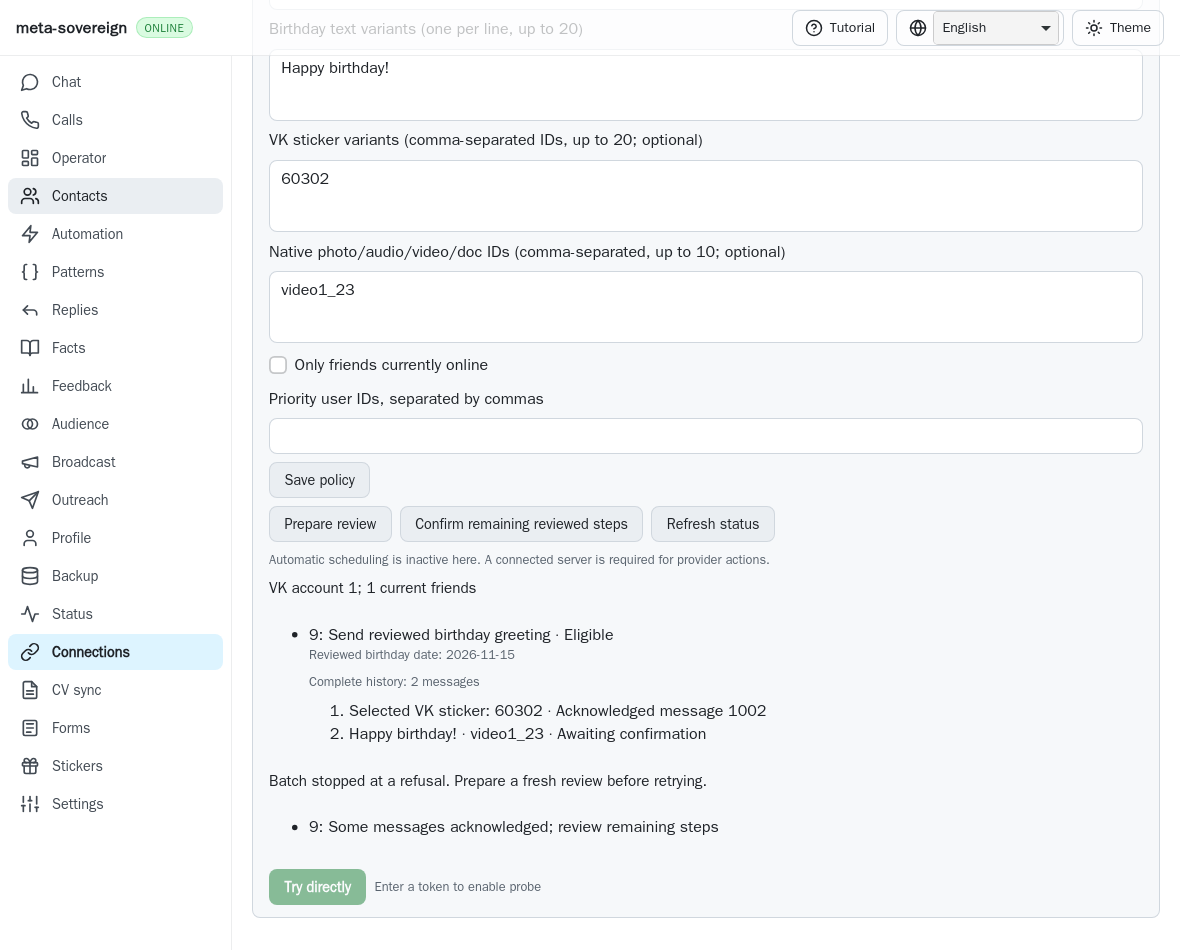 meta-sovereign ONLINE
Birthday text variants (one per line, up to 20)
Tutorial
English
Theme
Chat
Calls
Operator
Contacts
Automation
Patterns
Replies
Facts
Feedback
Audience
Broadcast
Outreach
Profile
Backup
Status
Connections
CV sync
Forms
Stickers
Settings
Happy birthday!
VK sticker variants (comma-separated IDs, up to 20; optional)
60302
Native photo/audio/video/doc IDs (comma-separated, up to 10; optional)
video1_23
Only friends currently online
Priority user IDs, separated by commas
Save policy
Prepare review
Confirm remaining reviewed steps
Refresh status
Automatic scheduling is inactive here. A connected server is required for provider actions.
VK account 1; 1 current friends
• 9: Send reviewed birthday greeting · Eligible
Reviewed birthday date: 2026-11-15
Complete history: 2 messages
1. Selected VK sticker: 60302 · Acknowledged message 1002
2. Happy birthday! · video1_23 · Awaiting confirmation
Batch stopped at a refusal. Prepare a fresh review before retrying.
• 9: Some messages acknowledged; review remaining steps
Try directly
Enter a token to enable probe